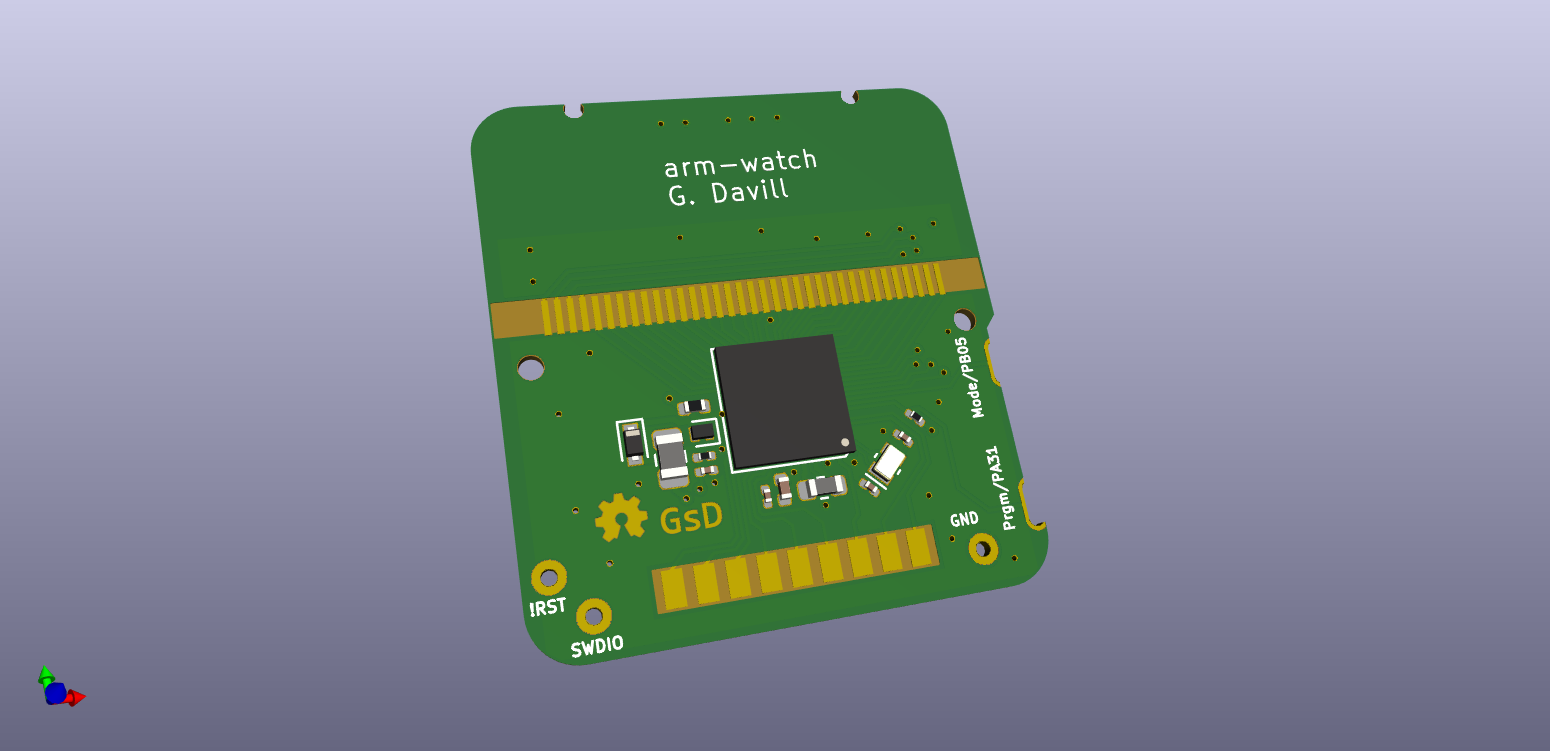 arm-watch
G. Davill
Mode/PB05
Prgm/PA31
GsD
GND
!RST
SWDIO